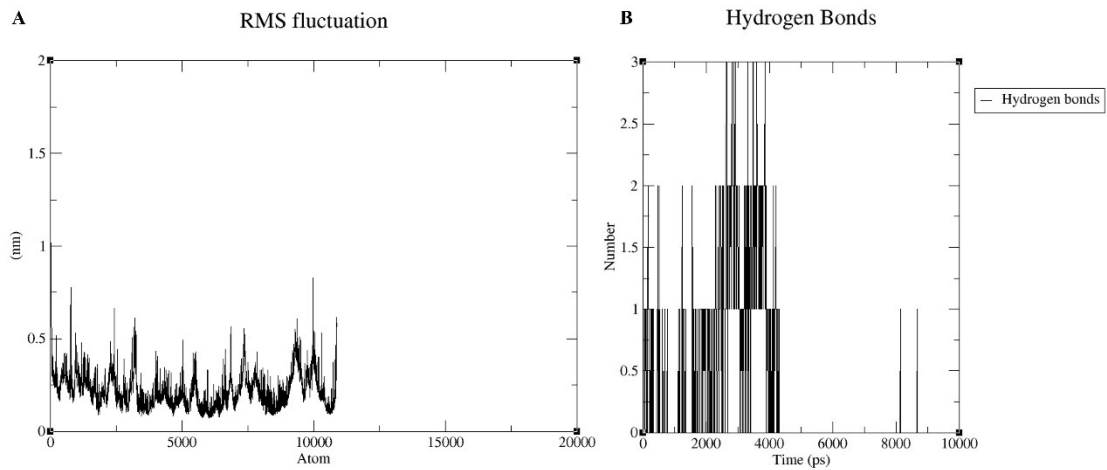 A
RMS fluctuation
2
1.5
1
0.5
0
(nm)
0
5000
10000
15000
20000
Atom
B
Hydrogen Bonds
3
2.5
2
1.5
1
0.5
0
Number
0
2000
4000
6000
8000
10000
Time (ps)
Hydrogen bonds